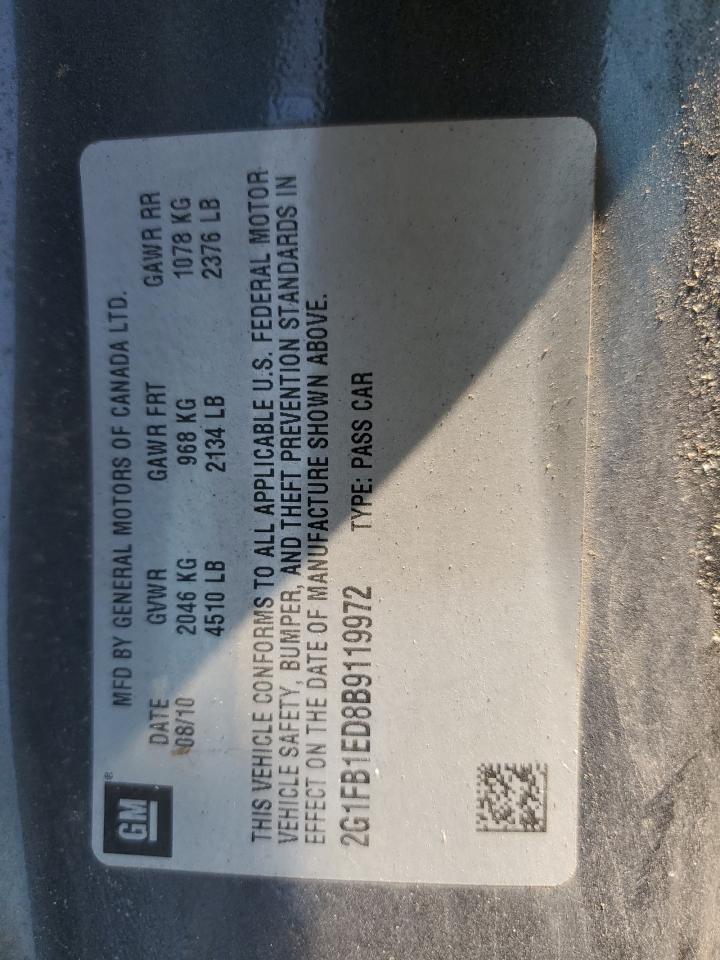 GM ®
MFD BY GENERAL MOTORS OF CANADA LTD.
DATE GVWR GAWR FRT GAWR RR
08/10 2046 KG 968 KG 1078 KG
4510 LB 2134 LB 2376 LB
THIS VEHICLE CONFORMS TO ALL APPLICABLE U.S. FEDERAL MOTOR
VEHICLE SAFETY, BUMPER, AND THEFT PREVENTION STANDARDS IN
EFFECT ON THE DATE OF MANUFACTURE SHOWN ABOVE.
2G1FB1ED8B9119972 TYPE: PASS CAR